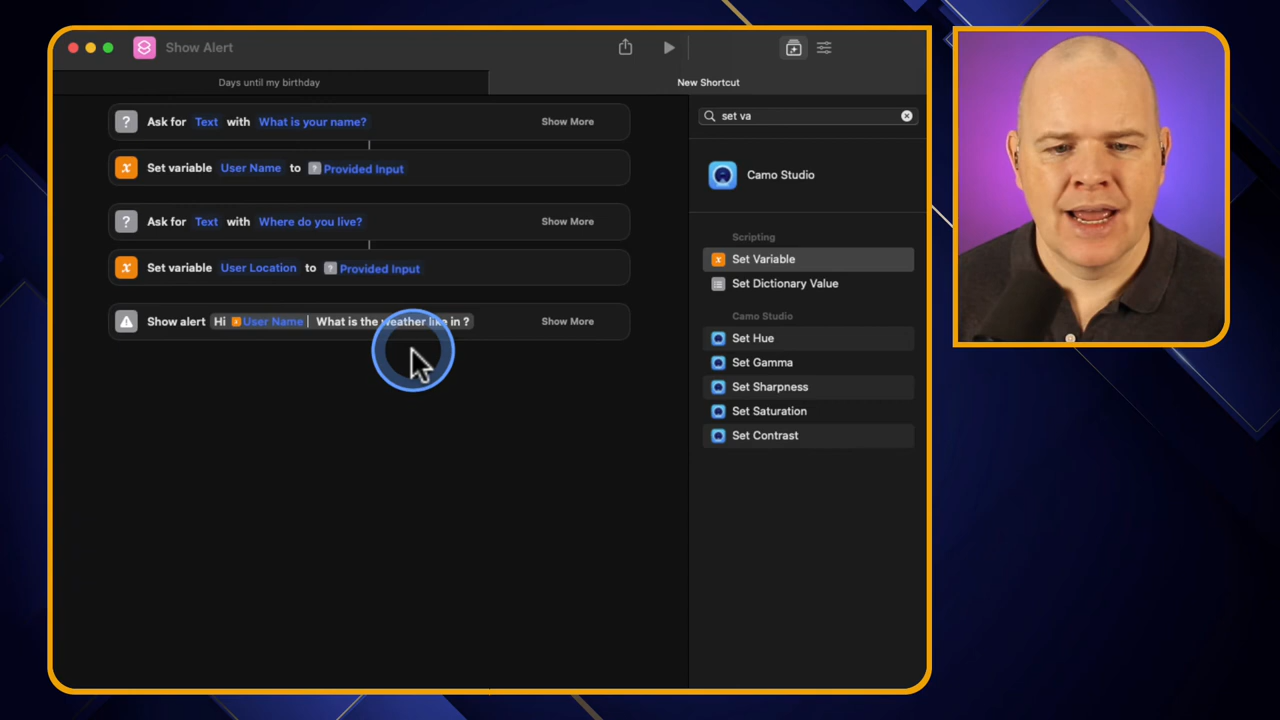 Show Alert
Days until my birthday
New Shortcut
Ask for Text with What is your name? Show More
Set variable User Name to Provided Input
Ask for Text with Where do you live? Show More
Set variable User Location to Provided Input
Show alert Hi User Name What is the weather like in ? Show More
set va
Camo Studio
Scripting
Set Variable
Set Dictionary Value
Camo Studio
Set Hue
Set Gamma
Set Sharpness
Set Saturation
Set Contrast